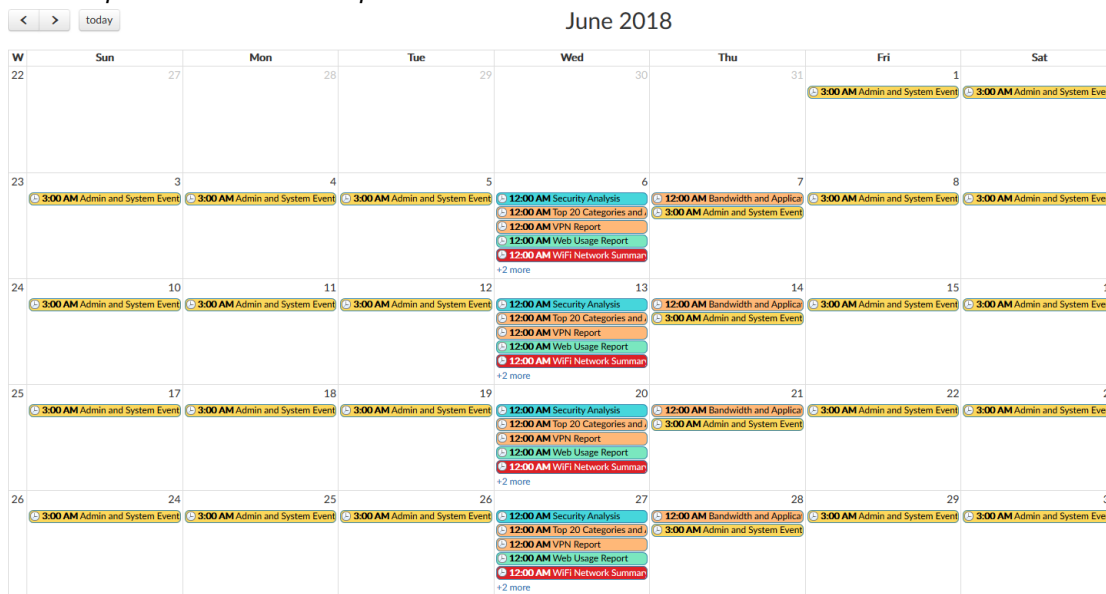 today
June 2018
W Sun Mon Tue Wed Thu Fri Sat
22 27 28 29 30 31 1
3:00 AM Admin and System Event 3:00 AM Admin and System Eve
23 3 4 5 6 7 8
3:00 AM Admin and System Event 3:00 AM Admin and System Event 3:00 AM Admin and System Event 12:00 AM Security Analysis 12:00 AM Bandwidth and Applica 3:00 AM Admin and System Event 3:00 AM Admin and System Eve
12:00 AM Top 20 Categories and 3:00 AM Admin and System Event
12:00 AM VPN Report
12:00 AM Web Usage Report
12:00 AM WiFi Network Summar
+2 more
24 10 11 12 13 14 15
3:00 AM Admin and System Event 3:00 AM Admin and System Event 3:00 AM Admin and System Event 12:00 AM Security Analysis 12:00 AM Bandwidth and Applica 3:00 AM Admin and System Event 3:00 AM Admin and System Eve
12:00 AM Top 20 Categories and 3:00 AM Admin and System Event
12:00 AM VPN Report
12:00 AM Web Usage Report
12:00 AM WiFi Network Summar
+2 more
25 17 18 19 20 21 22
3:00 AM Admin and System Event 3:00 AM Admin and System Event 3:00 AM Admin and System Event 12:00 AM Security Analysis 12:00 AM Bandwidth and Applica 3:00 AM Admin and System Event 3:00 AM Admin and System Eve
12:00 AM Top 20 Categories and 3:00 AM Admin and System Event
12:00 AM VPN Report
12:00 AM Web Usage Report
12:00 AM WiFi Network Summar
+2 more
26 24 25 26 27 28 29
3:00 AM Admin and System Event 3:00 AM Admin and System Event 3:00 AM Admin and System Event 12:00 AM Security Analysis 12:00 AM Bandwidth and Applica 3:00 AM Admin and System Event 3:00 AM Admin and System Eve
12:00 AM Top 20 Categories and 3:00 AM Admin and System Event
12:00 AM VPN Report
12:00 AM Web Usage Report
12:00 AM WiFi Network Summar
+2 more